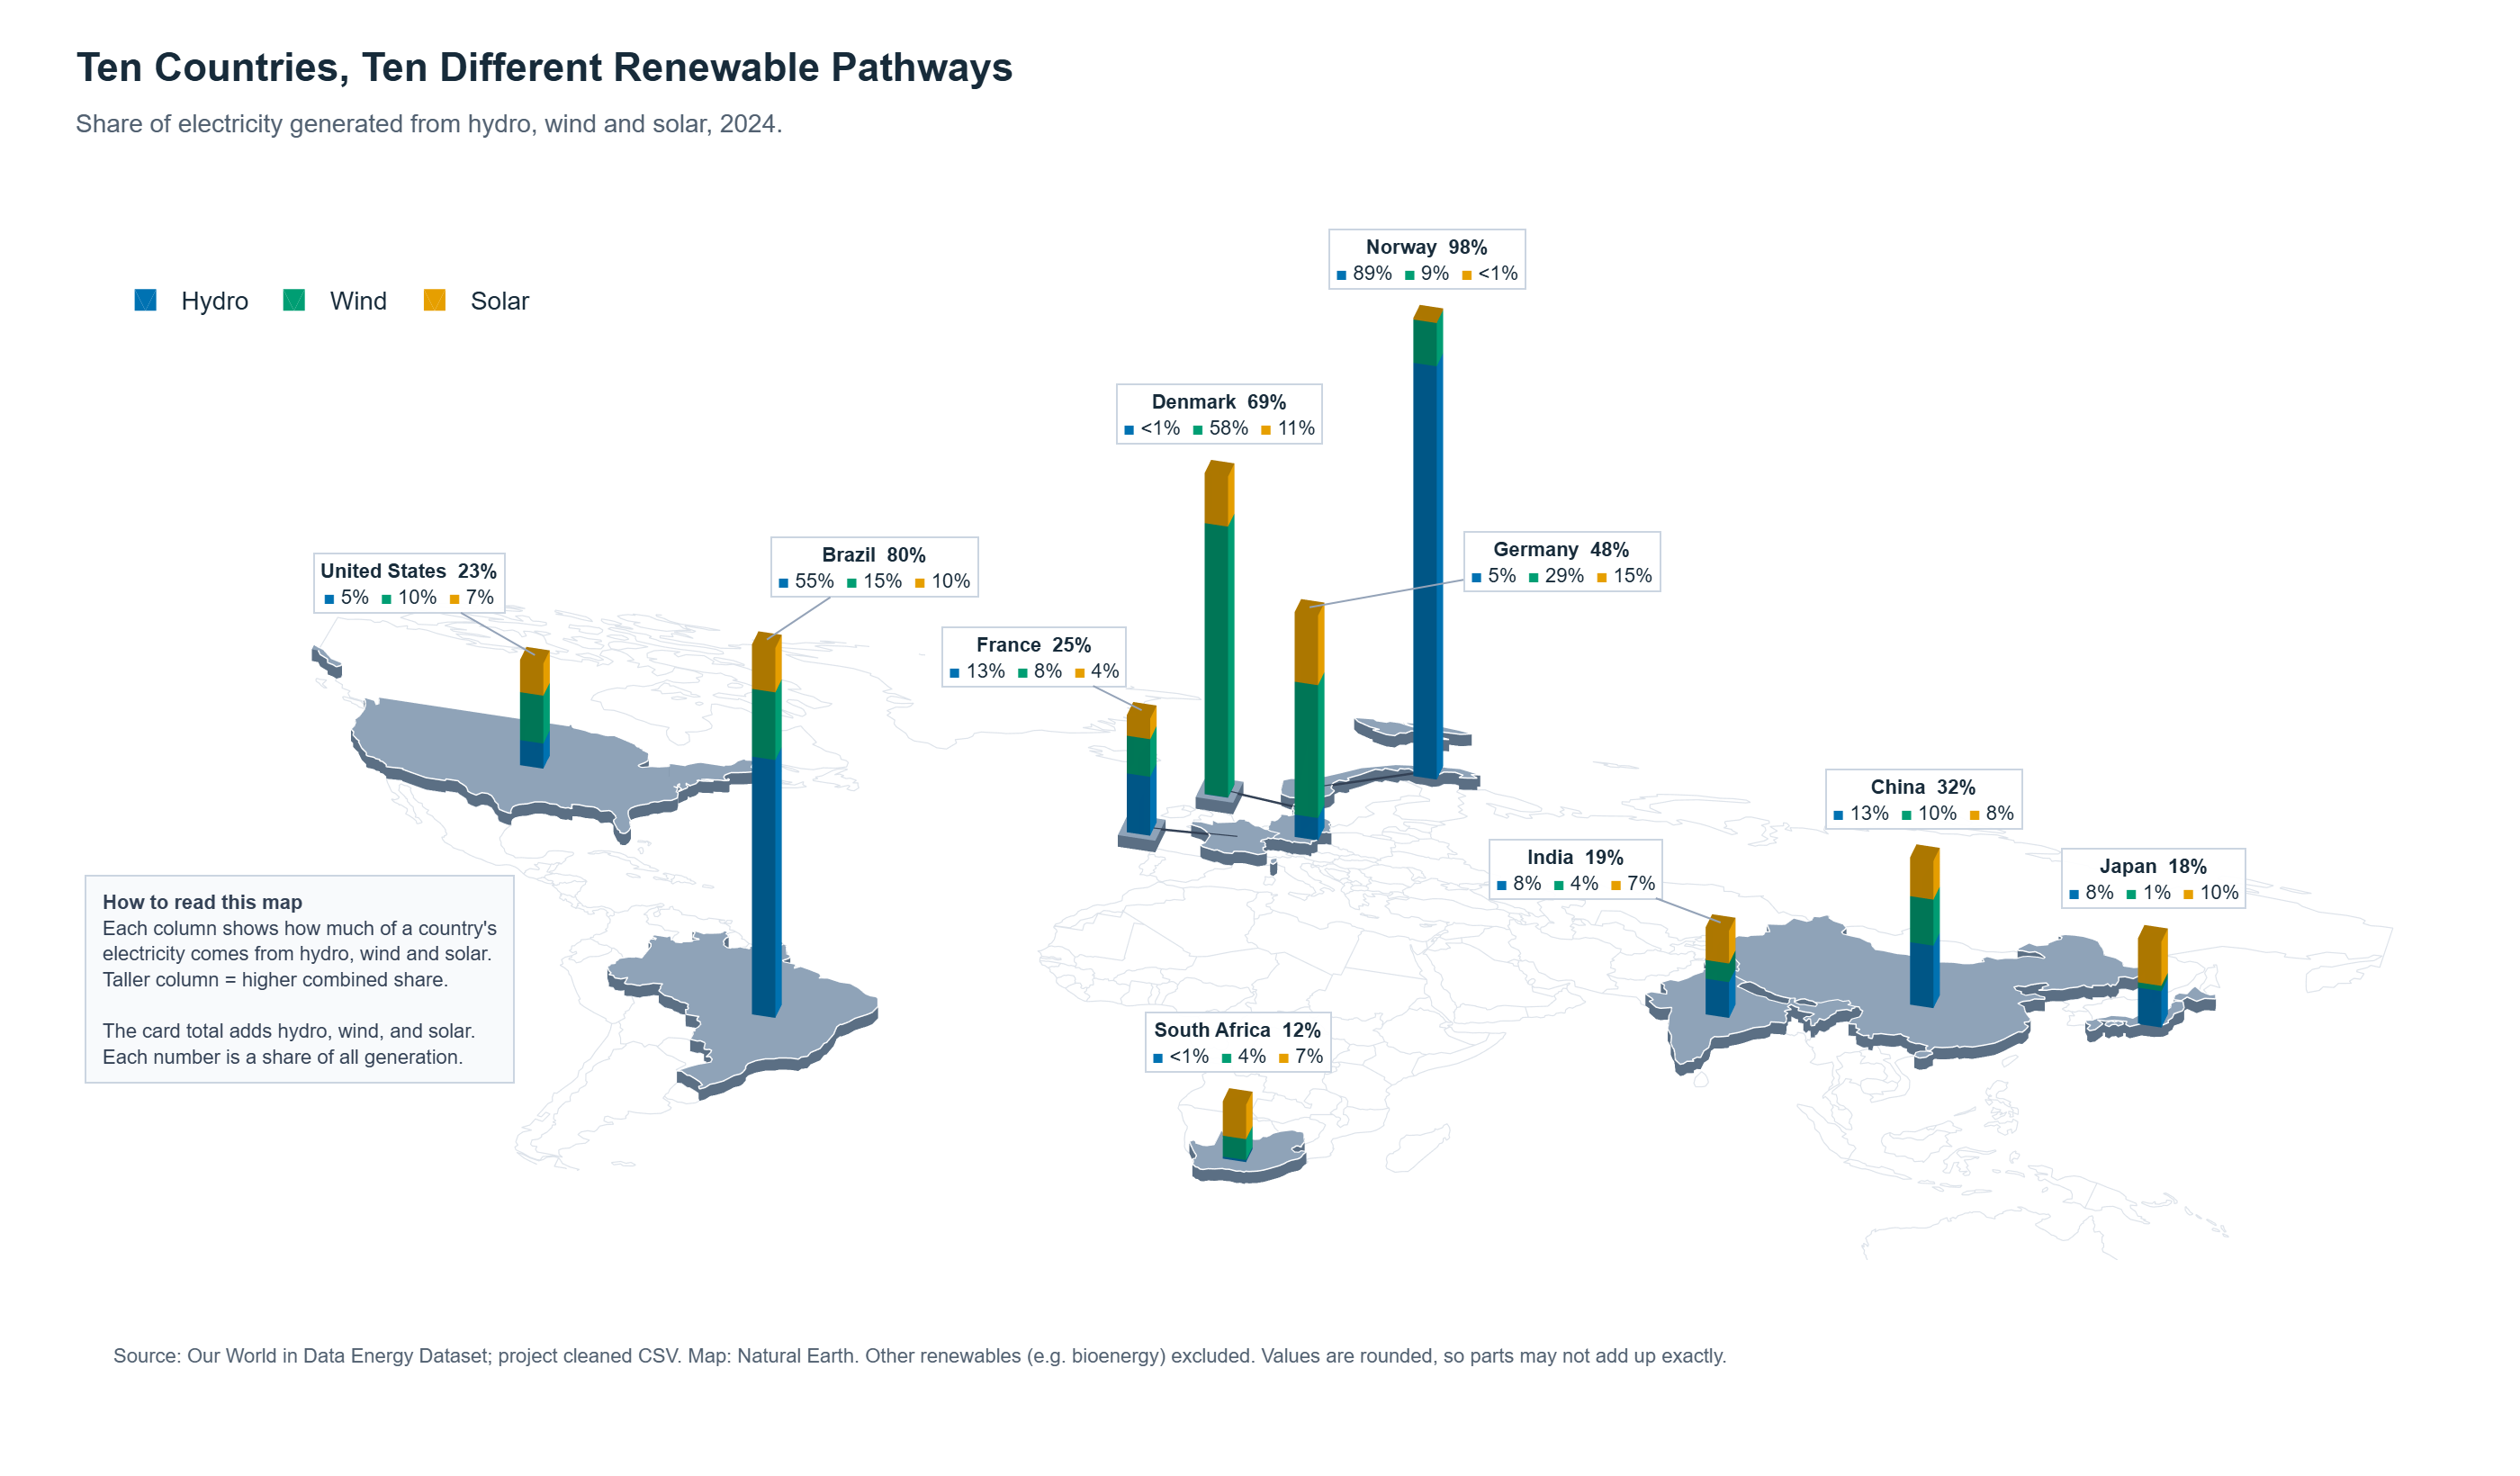 Ten Countries, Ten Different Renewable Pathways
Share of electricity generated from hydro, wind and solar, 2024.
Hydro Wind Solar
Norway 98%
89% 9% <1%
Denmark 69%
<1% 58% 11%
Germany 48%
5% 29% 15%
Brazil 80%
55% 15% 10%
United States 23%
5% 10% 7%
France 25%
13% 8% 4%
China 32%
13% 10% 8%
India 19%
8% 4% 7%
Japan 18%
8% 1% 10%
South Africa 12%
<1% 4% 7%
How to read this map
Each column shows how much of a country's
electricity comes from hydro, wind and solar.
Taller column = higher combined share.
The card total adds hydro, wind, and solar.
Each number is a share of all generation.
Source: Our World in Data Energy Dataset; project cleaned CSV. Map: Natural Earth. Other renewables (e.g. bioenergy) excluded. Values are rounded, so parts may not add up exactly.